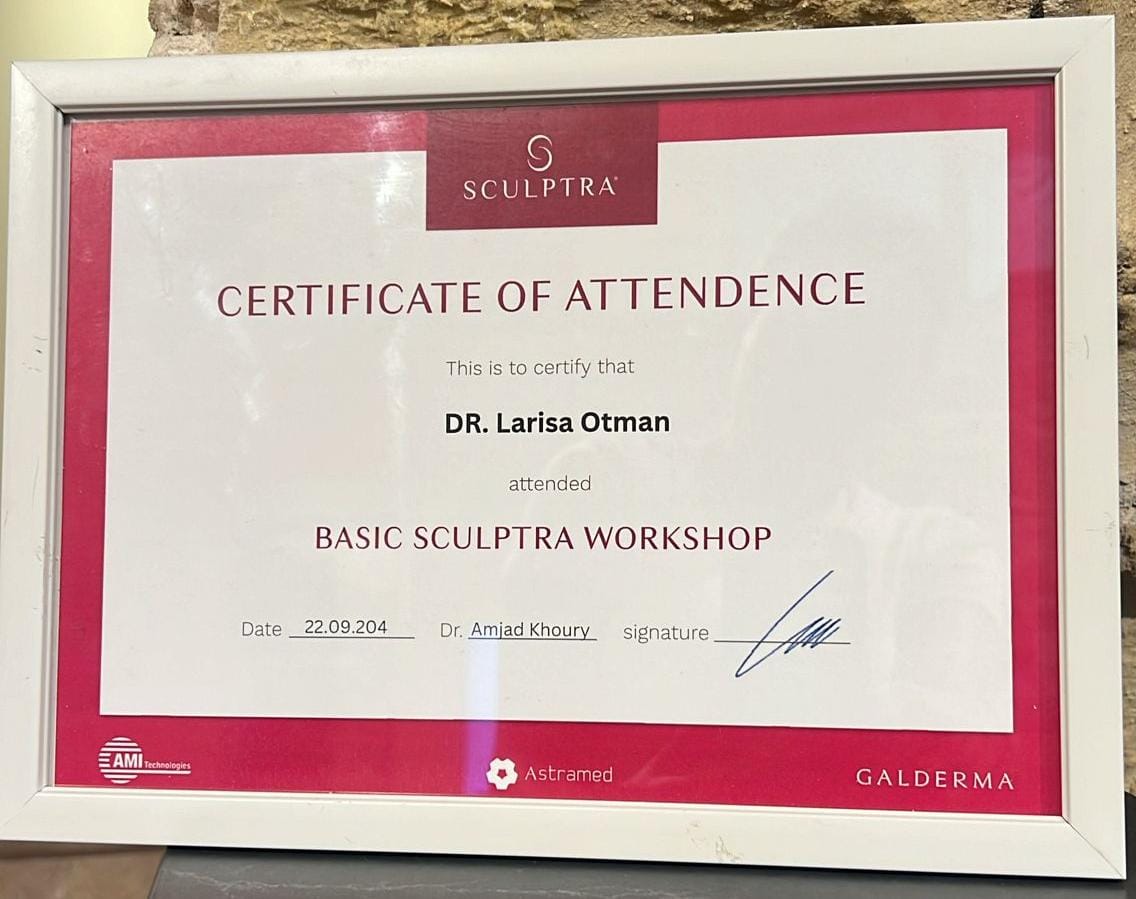 SCULPTRA®
CERTIFICATE OF ATTENDENCE
This is to certify that
DR. Larisa Otman
attended
BASIC SCULPTRA WORKSHOP
Date 22.09.204 Dr. Amjad Khoury signature
AMI Technologies Astramed GALDERMA